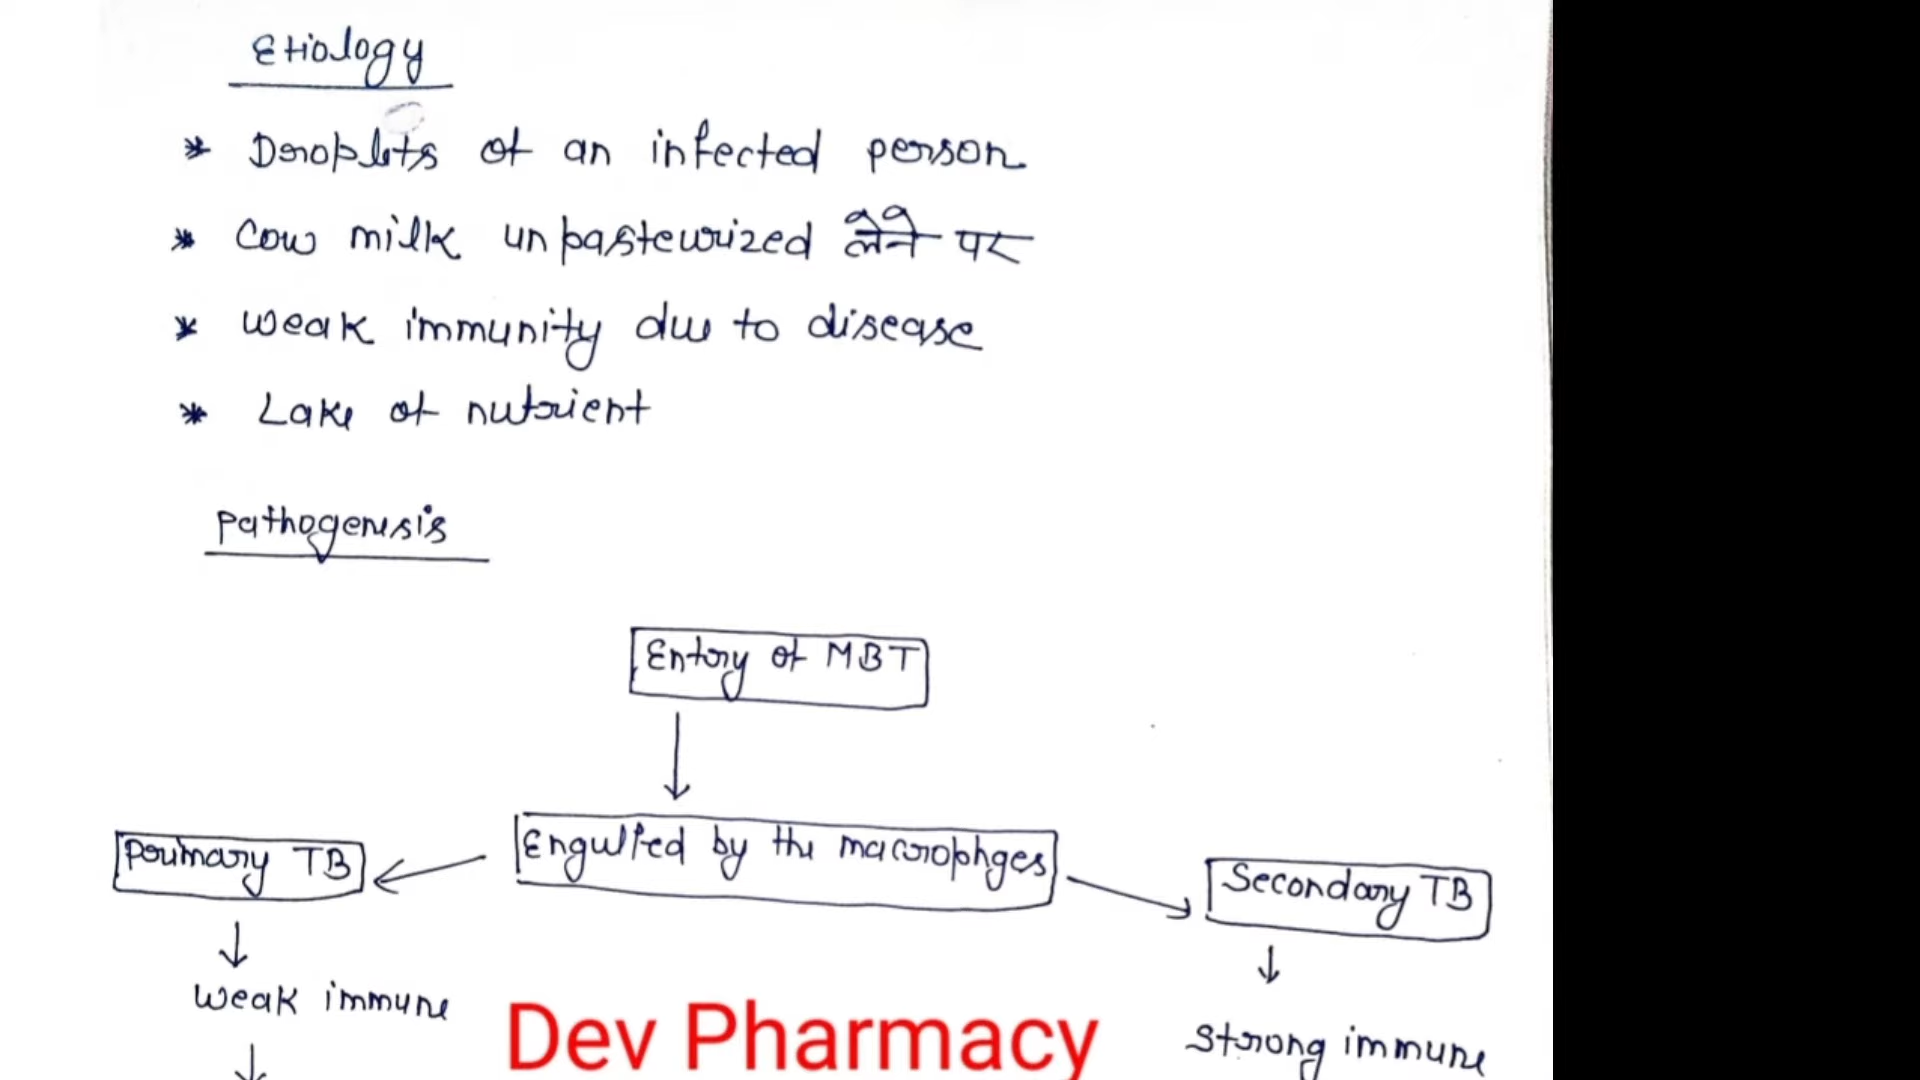 Etiology
* Droplets of an infected person
* Cow milk unpasteurized लेने पर
* weak immunity due to disease
* Lake of nutrient
Pathogenesis
Entry of MBT
Engulfed by the macrophges
Primary TB
Secondary TB
weak immune
Strong immune
Dev Pharmacy